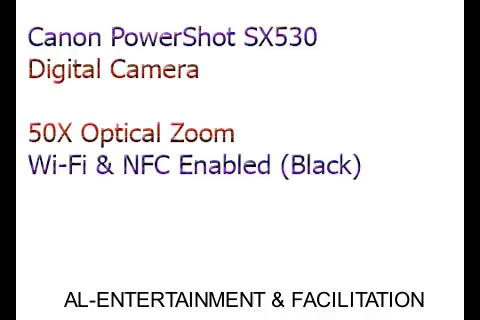 Canon PowerShot SX530
Digital Camera
50X Optical Zoom
Wi-Fi & NFC Enabled (Black)
AL-ENTERTAINMENT & FACILITATION